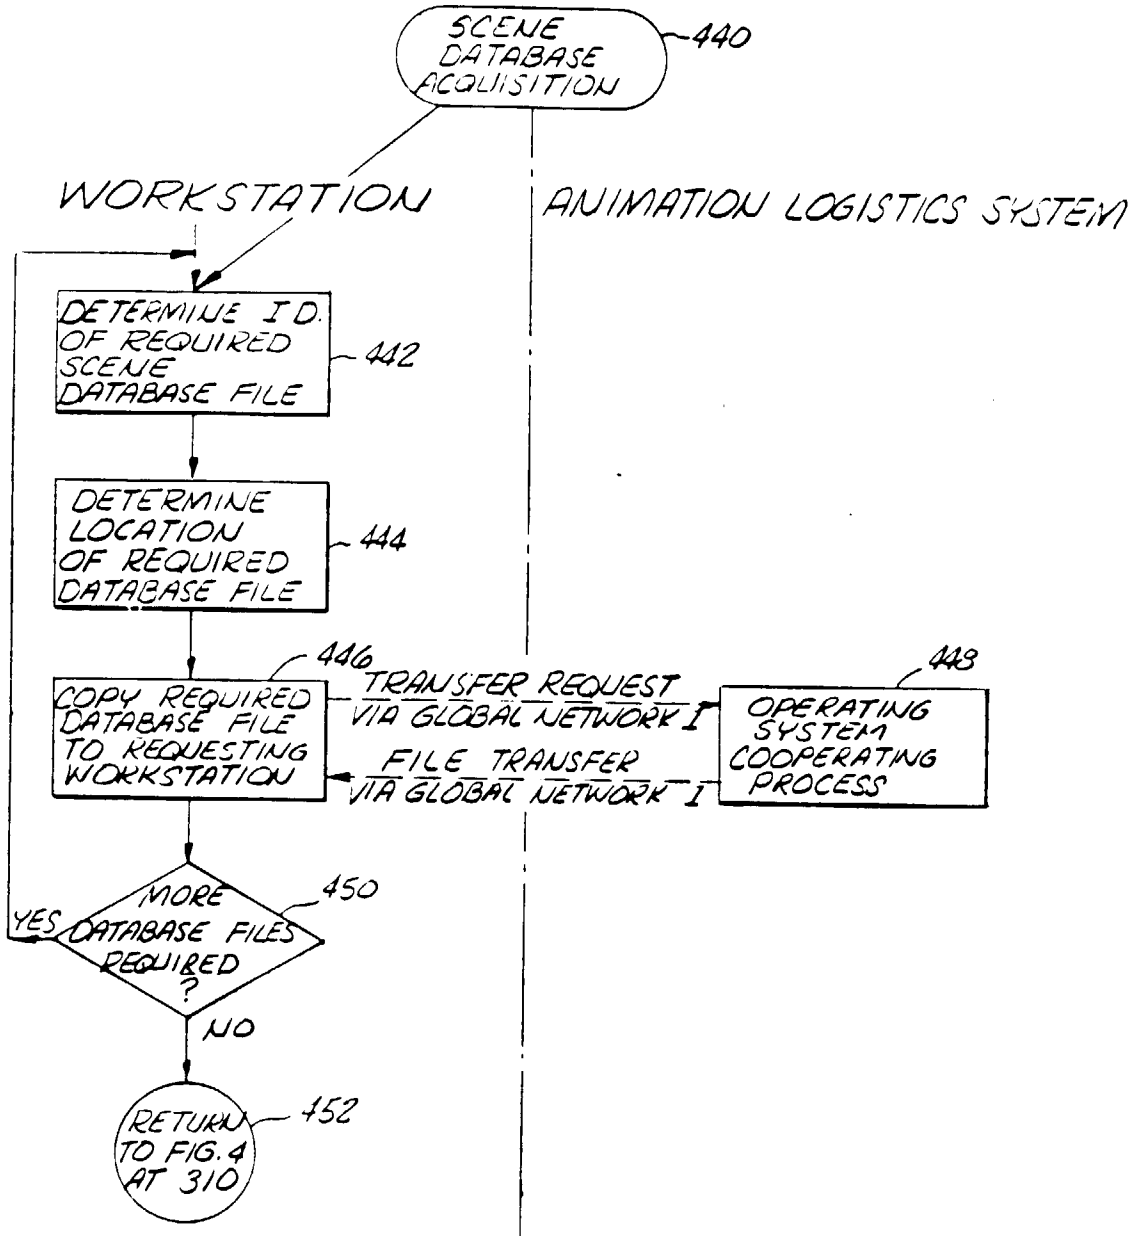 SCENE
DATABASE
ACQUISITION
440
WORKSTATION
ANIMATION LOGISTICS SYSTEM
DETERMINE I D.
OF REQUIRED
SCENE
DATABASE FILE
442
DETERMINE
LOCATION
OF REQUIRED
DATABASE FILE
444
446
COPY REQUIRED
DATABASE FILE
TO REQUESTING
WORKSTATION
TRANSFER REQUEST
VIA GLOBAL NETWORK I
FILE TRANSFER
VIA GLOBAL NETWORK I
448
OPERATING
SYSTEM
COOPERATING
PROCESS
450
MORE
DATABASE FILES
REQUIRED
?
YES
NO
452
RETURN
TO FIG. 4
AT 310